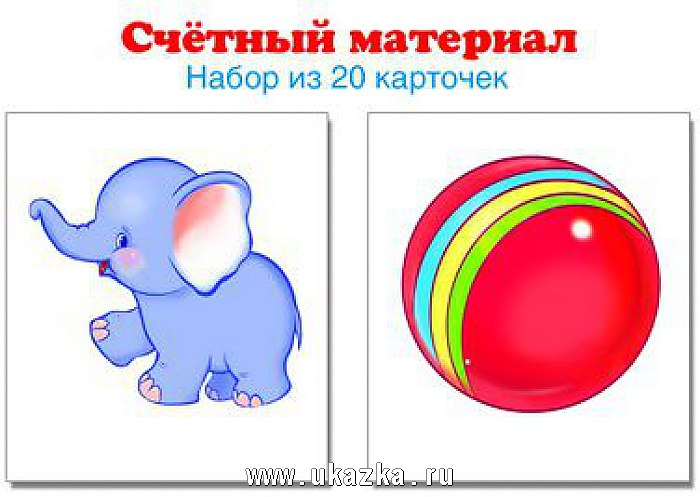 Счётный материал
Набор из 20 карточек
www.ukazka.ru